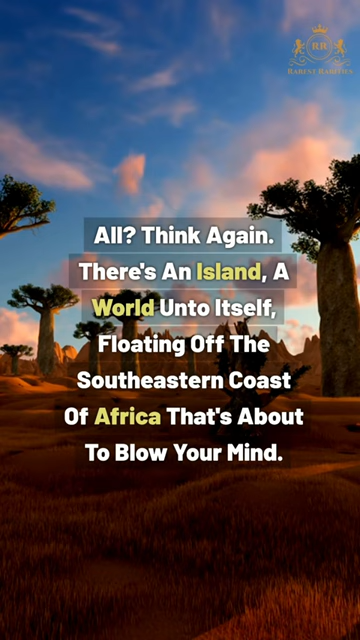 RR
All? Think Again.
There's An Island, A
World Unto Itself,
Floating Off The
Southeastern Coast
Of Africa That's About
To Blow Your Mind.